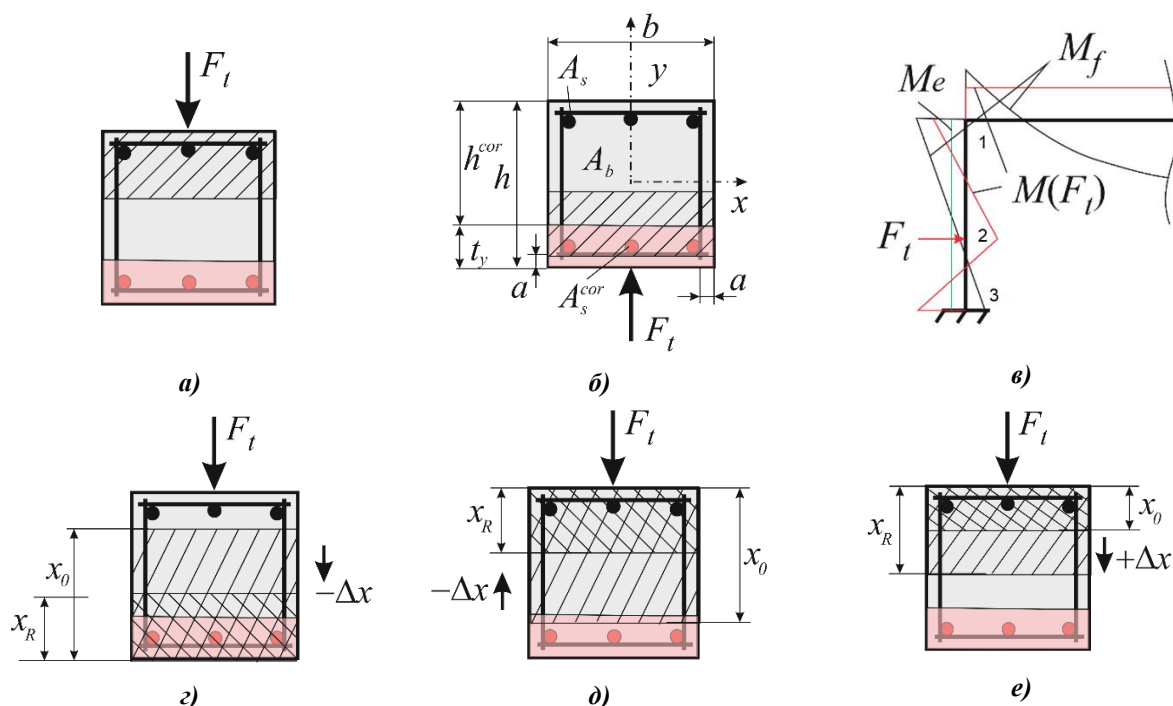 F_t
а)
b
y
A_s
h^{cor}
h
A_b
x
t_y
a
A_s^{cor}
a
F_t
б)
M_f
Me
1
M(F_t)
F_t
2
3
в)
F_t
x_0
x_R
−Δx
г)
F_t
x_R
x_0
−Δx
д)
F_t
x_R
x_0
+Δx
е)